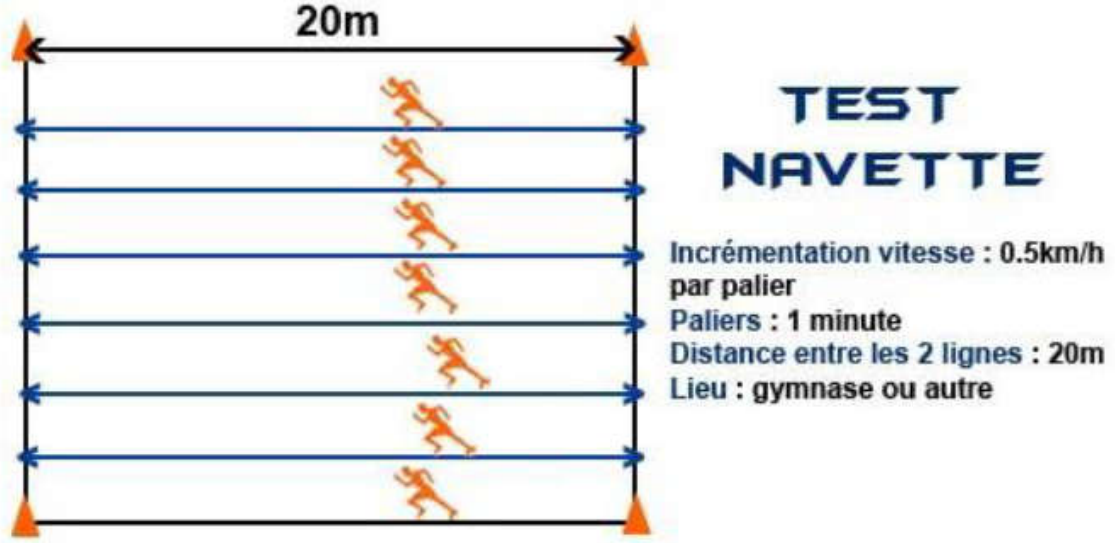 20m
TEST
NAVETTE
Incrémentation vitesse : 0.5km/h
par palier
Paliers : 1 minute
Distance entre les 2 lignes : 20m
Lieu : gymnase ou autre